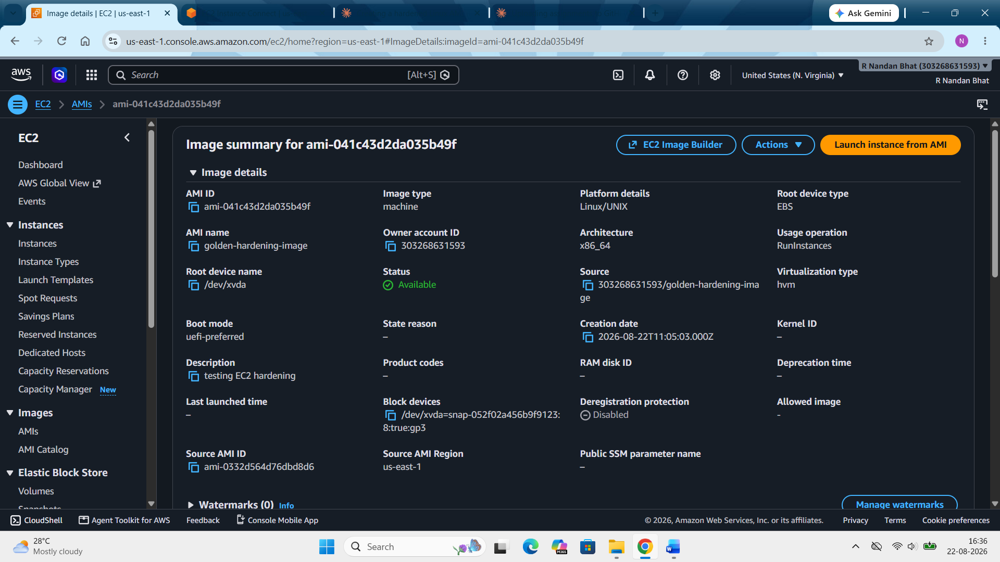 Image details | EC2 | us-east-1
Ask Gemini
us-east-1.console.aws.amazon.com/ec2/home?region=us-east-1#ImageDetails:imageId=ami-041c43d2da035b49f
N
aws
Search
[Alt+S]
United States (N. Virginia)
R Nandan Bhat (303268631593)
R Nandan Bhat
EC2
AMIs
ami-041c43d2da035b49f
EC2
Dashboard
AWS Global View
Events
Instances
Instances
Instance Types
Launch Templates
Spot Requests
Savings Plans
Reserved Instances
Dedicated Hosts
Capacity Reservations
Capacity Manager New
Images
AMIs
AMI Catalog
Elastic Block Store
Volumes
Snapshots
Image summary for ami-041c43d2da035b49f
EC2 Image Builder
Actions
Launch instance from AMI
Image details
AMI ID
ami-041c43d2da035b49f
Image type
machine
Platform details
Linux/UNIX
Root device type
EBS
AMI name
golden-hardening-image
Owner account ID
303268631593
Architecture
x86_64
Usage operation
RunInstances
Root device name
/dev/xvda
Status
Available
Source
303268631593/golden-hardening-ima
ge
Virtualization type
hvm
Boot mode
uefi-preferred
State reason
–
Creation date
2026-08-22T11:05:03.000Z
Kernel ID
–
Description
testing EC2 hardening
Product codes
–
RAM disk ID
–
Deprecation time
–
Last launched time
–
Block devices
/dev/xvda=snap-052f02a456b9f9123:
8:true:gp3
Deregistration protection
Disabled
Allowed image
-
Source AMI ID
ami-0332d564d76dbd8d6
Source AMI Region
us-east-1
Public SSM parameter name
–
Watermarks (0) Info
Manage watermarks
CloudShell
Agent Toolkit for AWS
Feedback
Console Mobile App
© 2026, Amazon Web Services, Inc. or its affiliates.
Privacy
Terms
Cookie preferences
28°C
Mostly cloudy
Search
M365
W
16:36
22-08-2026